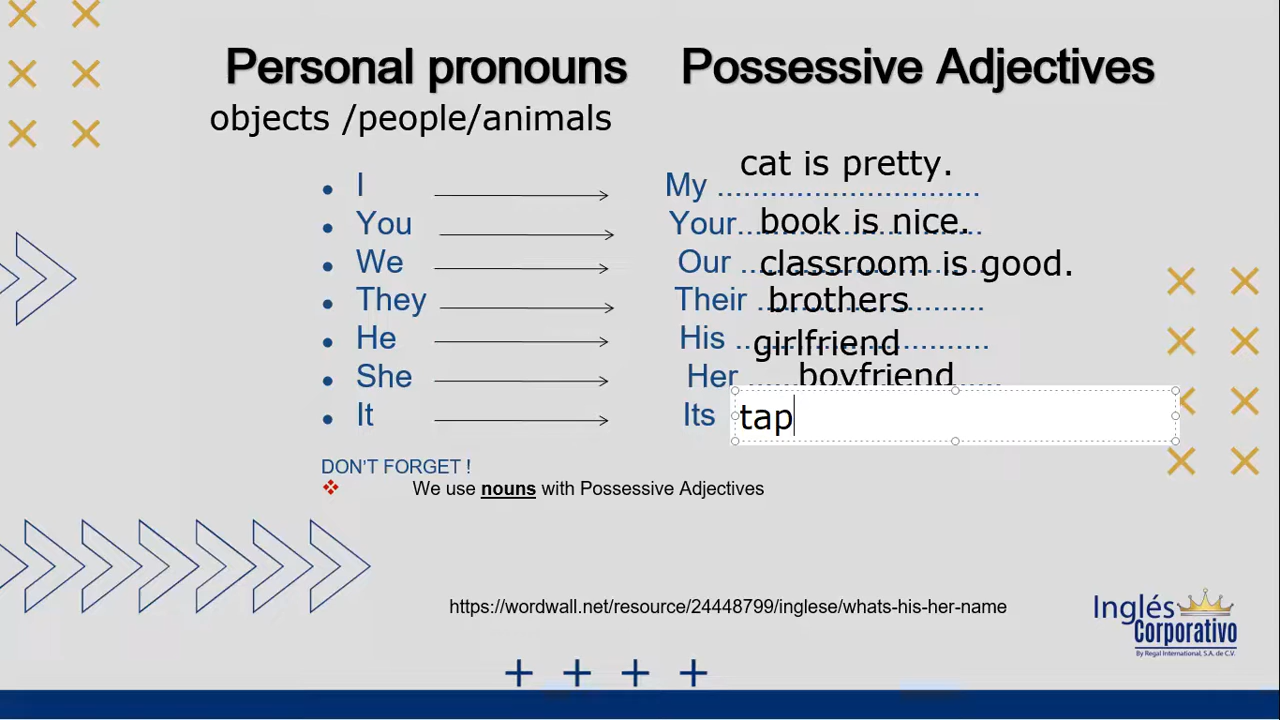 Personal pronouns Possessive Adjectives
objects /people/animals
cat is pretty.
I My ..............................
You Your............................ book is nice.
We Our ............................ classroom is good.
They Their .......................... brothers
He His ............................. girlfriend
She Her ............................. boyfriend
It Its tap
DON'T FORGET !
We use nouns with Possessive Adjectives
https://wordwall.net/resource/24448799/inglese/whats-his-her-name
Inglés
Corporativo
By Regal International, S.A. de C.V.